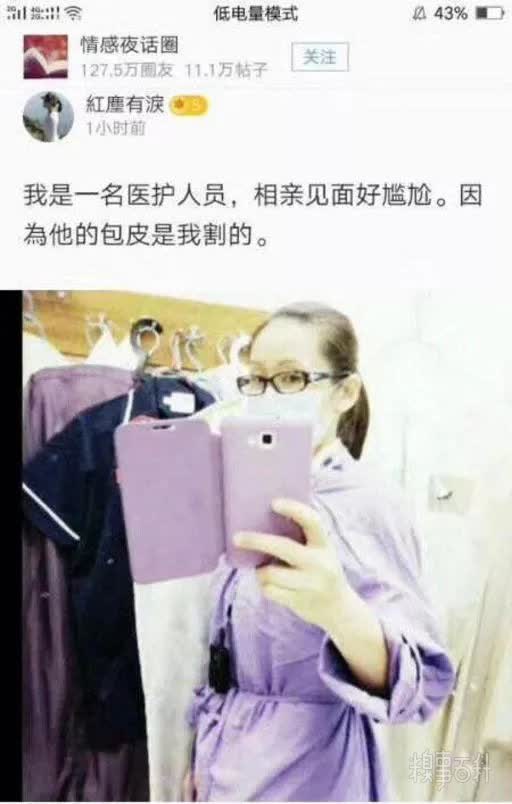 2G 4G 低电量模式 43%
情感夜话圈
127.5万圈友 11.1万帖子
关注
紅塵有淚 5
1小时前
我是一名医护人员，相亲见面好尴尬。因
為他的包皮是我割的。
糗事百科